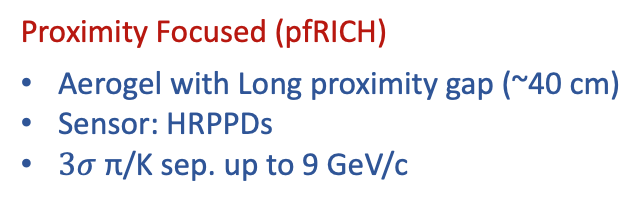 Proximity Focused (pfRICH)
• Aerogel with Long proximity gap (~40 cm)
• Sensor: HRPPDs
• 3𝜎 π/K sep. up to 9 GeV/c